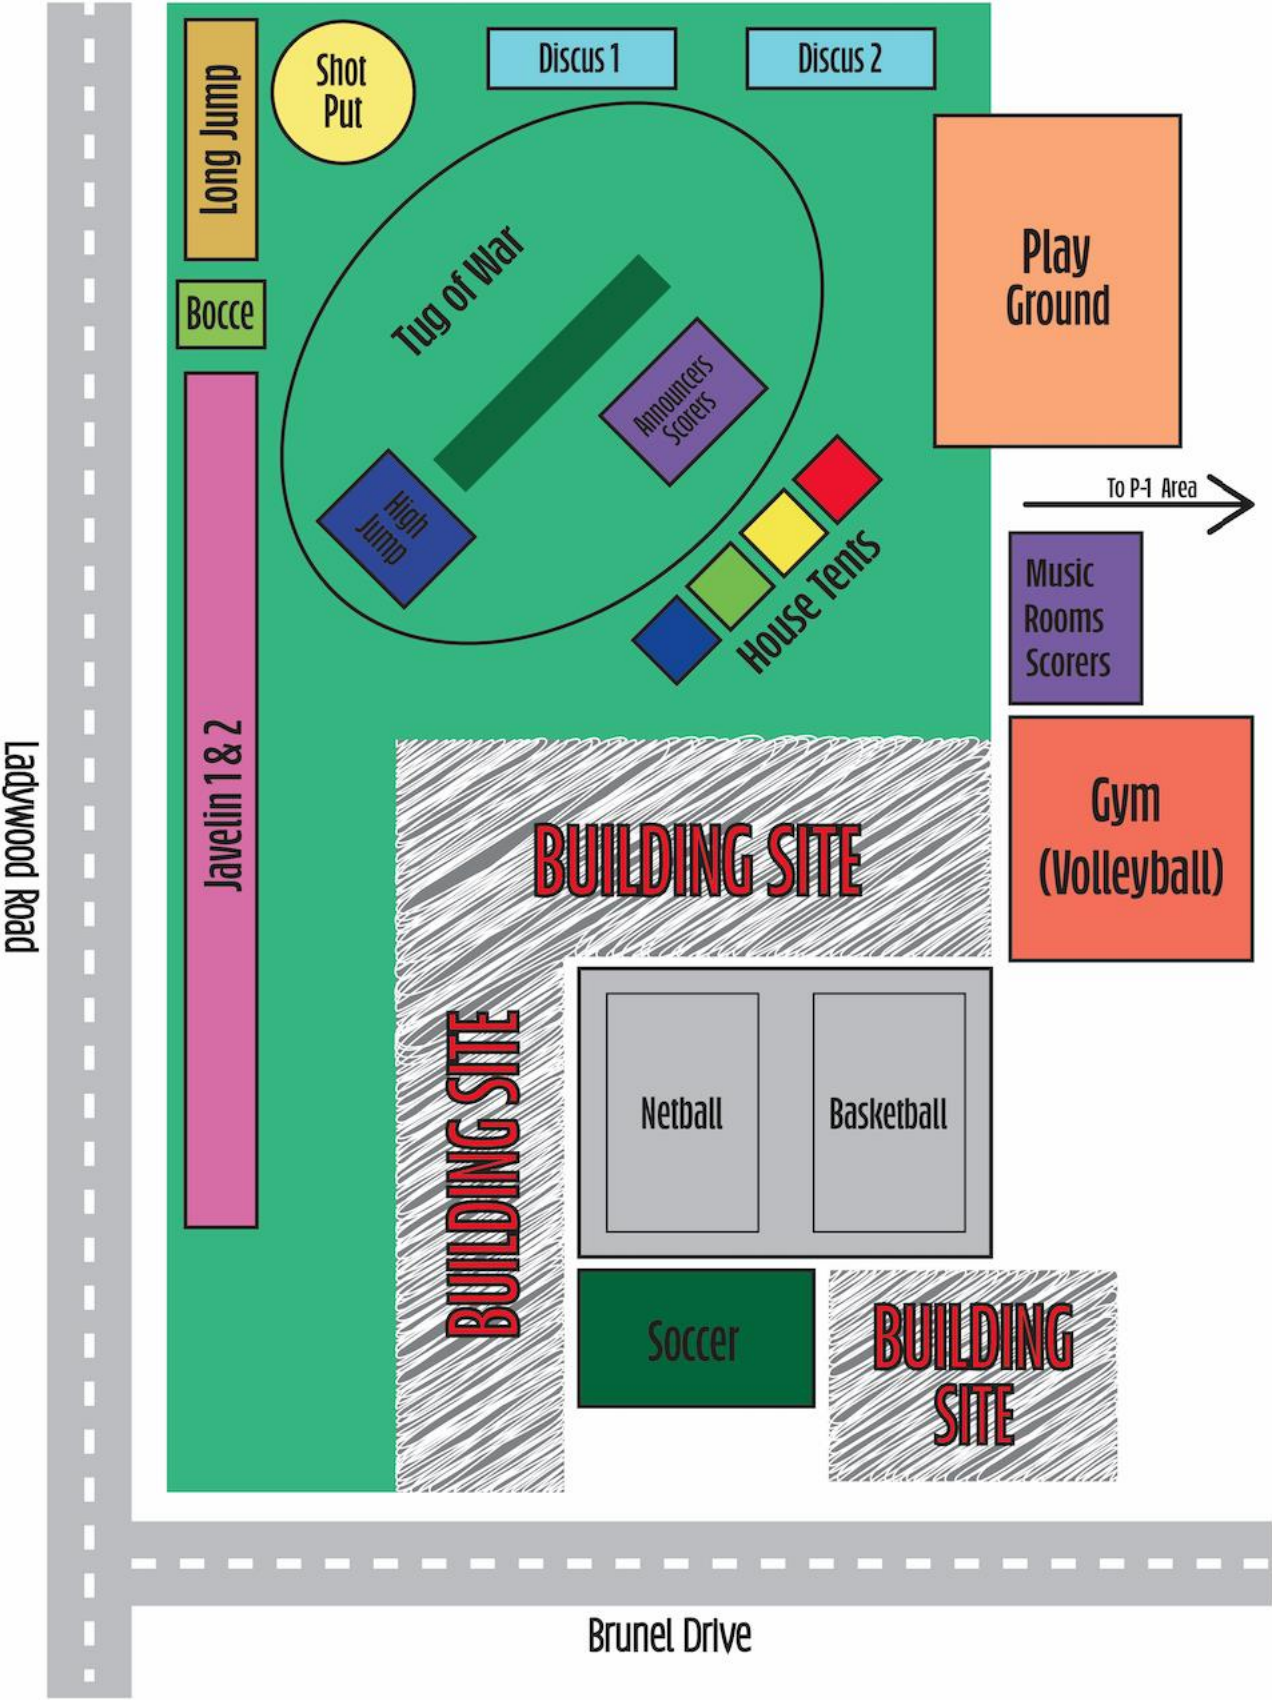 Long Jump
Shot
Put
Discus 1
Discus 2
Tug of War
Play
Ground
Bocce
Announcers
Scorers
High
Jump
To P-1 Area
House Tents
Music
Rooms
Scorers
Javelin 1 & 2
Ladywood Road
Gym
(Volleyball)
BUILDING SITE
BUILDING SITE
Netball
Basketball
Soccer
BUILDING
SITE
Brunel Drive